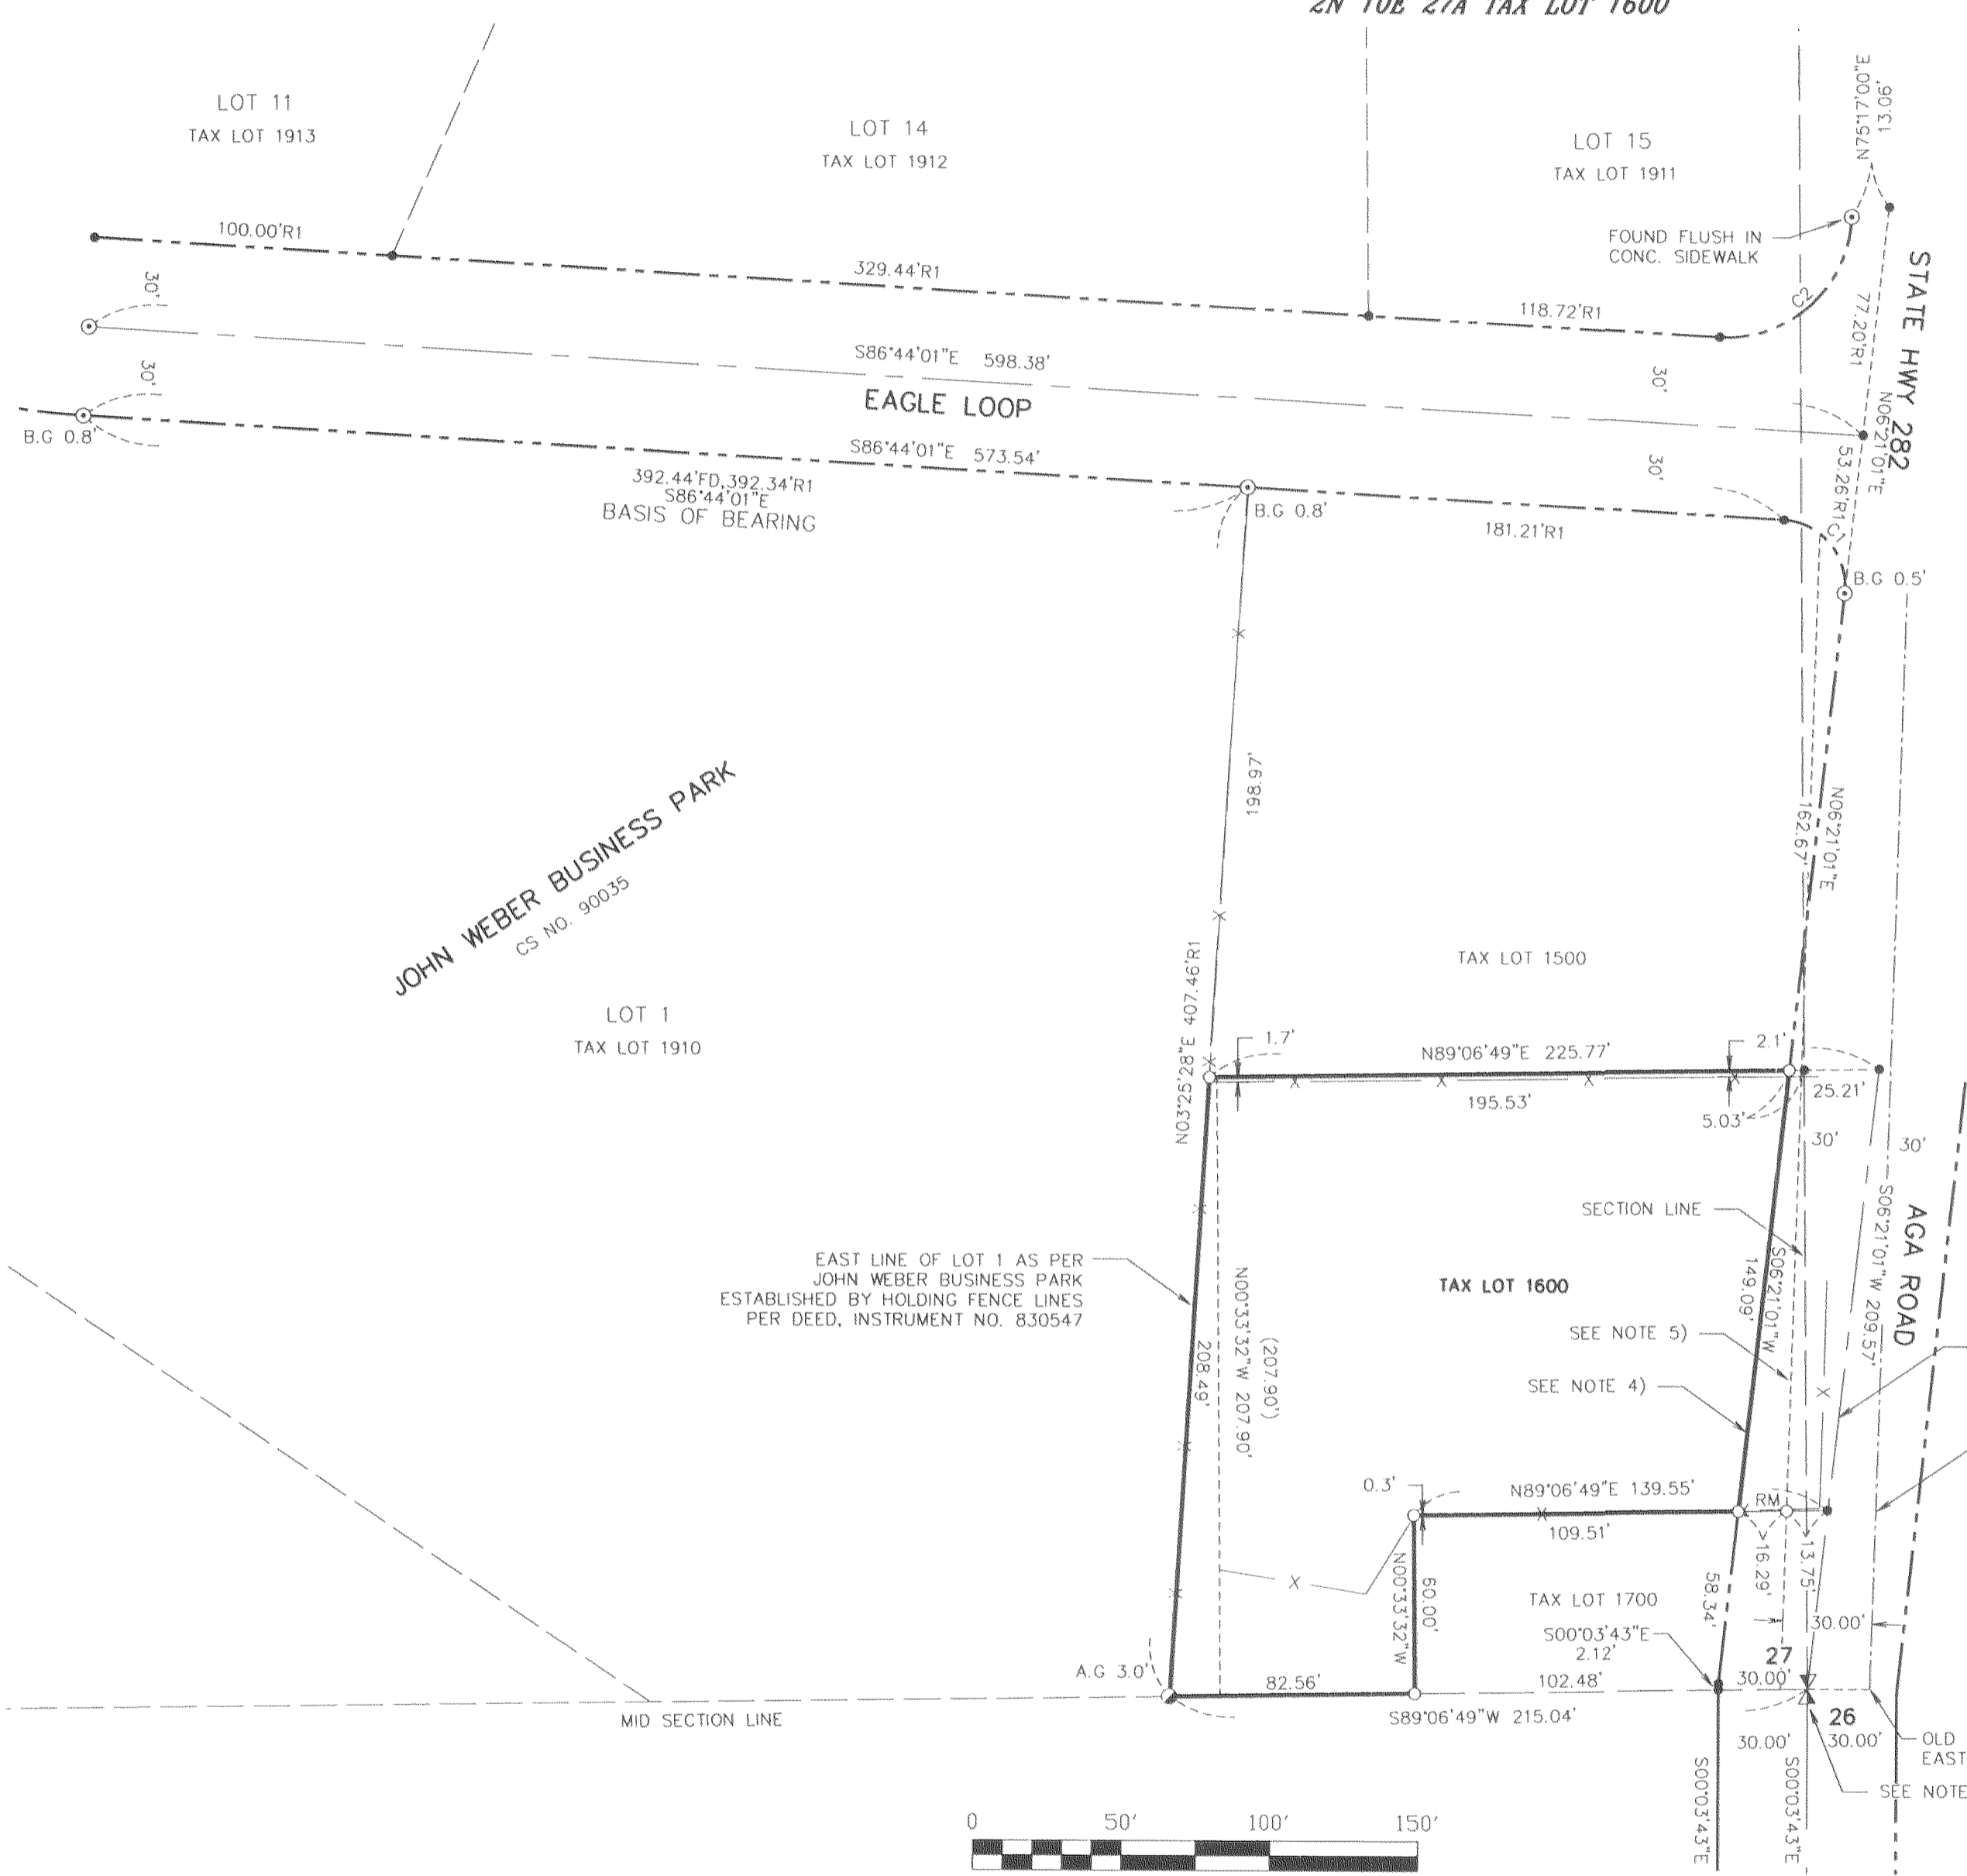 2N 10E 27A TAX LOT 1600
LOT 11
TAX LOT 1913
LOT 14
TAX LOT 1912
LOT 15
TAX LOT 1911
13.06'
N75°17'00"E
FOUND FLUSH IN
CONC. SIDEWALK
STATE HWY 282
100.00'R1
329.44'R1
118.72'R1
C2
77.20'R1
N06°21'01"E
53.26'R1
C1
30'
30'
30'
30'
S86°44'01"E 598.38'
EAGLE LOOP
S86°44'01"E 573.54'
B.G 0.8'
392.44'FD,392.34'R1
S86°44'01"E
BASIS OF BEARING
B.G 0.8'
181.21'R1
B.G 0.5'
198.97'
N06°21'01"E
162.67'
JOHN WEBER BUSINESS PARK
CS NO. 90035
LOT 1
TAX LOT 1910
TAX LOT 1500
N03°25'28"E 407.46'R1
1.7'
N89°06'49"E 225.77'
2.1'
195.53'
5.03'
25.21'
30'
30'
SECTION LINE
S06°21'01"W
149.09'
S06°21'01"W 209.57'
AGA ROAD
EAST LINE OF LOT 1 AS PER
JOHN WEBER BUSINESS PARK
ESTABLISHED BY HOLDING FENCE LINES
PER DEED, INSTRUMENT NO. 830547
TAX LOT 1600
SEE NOTE 5)
SEE NOTE 4)
208.49'
(207.90')
N00°33'32"W 207.90'
0.3'
N89°06'49"E 139.55'
RM
109.51'
N00°33'32"W
60.00'
16.29'
13.75'
58.34'
TAX LOT 1700
S00°03'43"E
2.12'
30.00'
27
30.00'
A.G 3.0'
82.56'
102.48'
MID SECTION LINE
S89°06'49"W 215.04'
26
30.00'
30.00'
OLD
EAST
SEE NOTE
S00°03'43"E
S00°03'43"E
0 50' 100' 150'